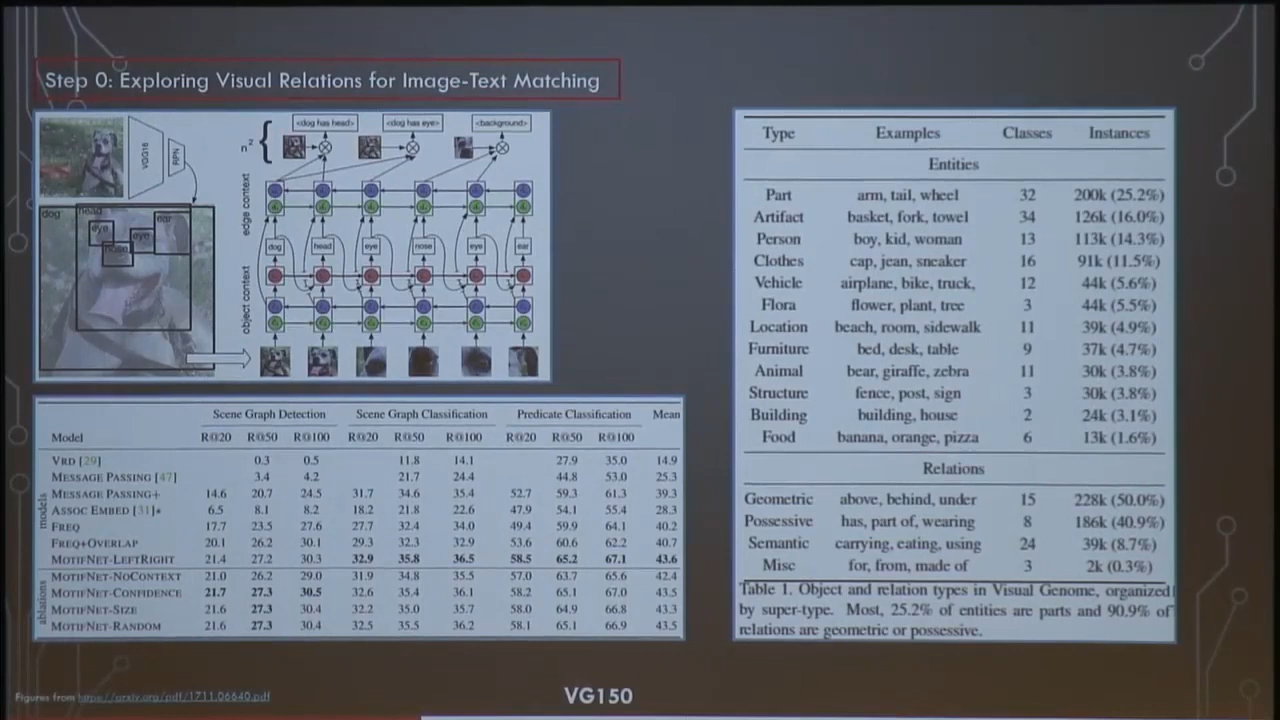 Step 0: Exploring Visual Relations for Image-Text Matching
VGG16
RPN
dog
head
ear
eye
eye
nose
n²
<dog has head>
<dog has eye>
<background>
edge context
dog head eye nose eye ear
object context
Scene Graph Detection Scene Graph Classification Predicate Classification Mean
Model R@20 R@50 R@100 R@20 R@50 R@100 R@20 R@50 R@100
models
VRD [29] 0.3 0.5 11.8 14.1 27.9 35.0 14.9
MESSAGE PASSING [47] 3.4 4.2 21.7 24.4 44.8 53.0 25.3
MESSAGE PASSING+ 14.6 20.7 24.5 31.7 34.6 35.4 52.7 59.3 61.3 39.3
ASSOC EMBED [31]* 6.5 8.1 8.2 18.2 21.8 22.6 47.9 54.1 55.4 28.3
FREQ 17.7 23.5 27.6 27.7 32.4 34.0 49.4 59.9 64.1 40.2
FREQ+OVERLAP 20.1 26.2 30.1 29.3 32.3 32.9 53.6 60.6 62.2 40.7
MOTIFNET-LEFTRIGHT 21.4 27.2 30.3 32.9 35.8 36.5 58.5 65.2 67.1 43.6
ablations
MOTIFNET-NOCONTEXT 21.0 26.2 29.0 31.9 34.8 35.5 57.0 63.7 65.6 42.4
MOTIFNET-CONFIDENCE 21.7 27.3 30.5 32.6 35.4 36.1 58.2 65.1 67.0 43.5
MOTIFNET-SIZE 21.6 27.3 30.4 32.2 35.0 35.7 58.0 64.9 66.8 43.3
MOTIFNET-RANDOM 21.6 27.3 30.4 32.5 35.5 36.2 58.1 65.1 66.9 43.5
Type Examples Classes Instances
Entities
Part arm, tail, wheel 32 200k (25.2%)
Artifact basket, fork, towel 34 126k (16.0%)
Person boy, kid, woman 13 113k (14.3%)
Clothes cap, jean, sneaker 16 91k (11.5%)
Vehicle airplane, bike, truck, 12 44k (5.6%)
Flora flower, plant, tree 3 44k (5.5%)
Location beach, room, sidewalk 11 39k (4.9%)
Furniture bed, desk, table 9 37k (4.7%)
Animal bear, giraffe, zebra 11 30k (3.8%)
Structure fence, post, sign 3 30k (3.8%)
Building building, house 2 24k (3.1%)
Food banana, orange, pizza 6 13k (1.6%)
Relations
Geometric above, behind, under 15 228k (50.0%)
Possessive has, part of, wearing 8 186k (40.9%)
Semantic carrying, eating, using 24 39k (8.7%)
Misc for, from, made of 3 2k (0.3%)
Table 1. Object and relation types in Visual Genome, organized
by super-type. Most, 25.2% of entities are parts and 90.9% of
relations are geometric or possessive.
Figures from https://arxiv.org/pdf/1711.06640.pdf
VG150